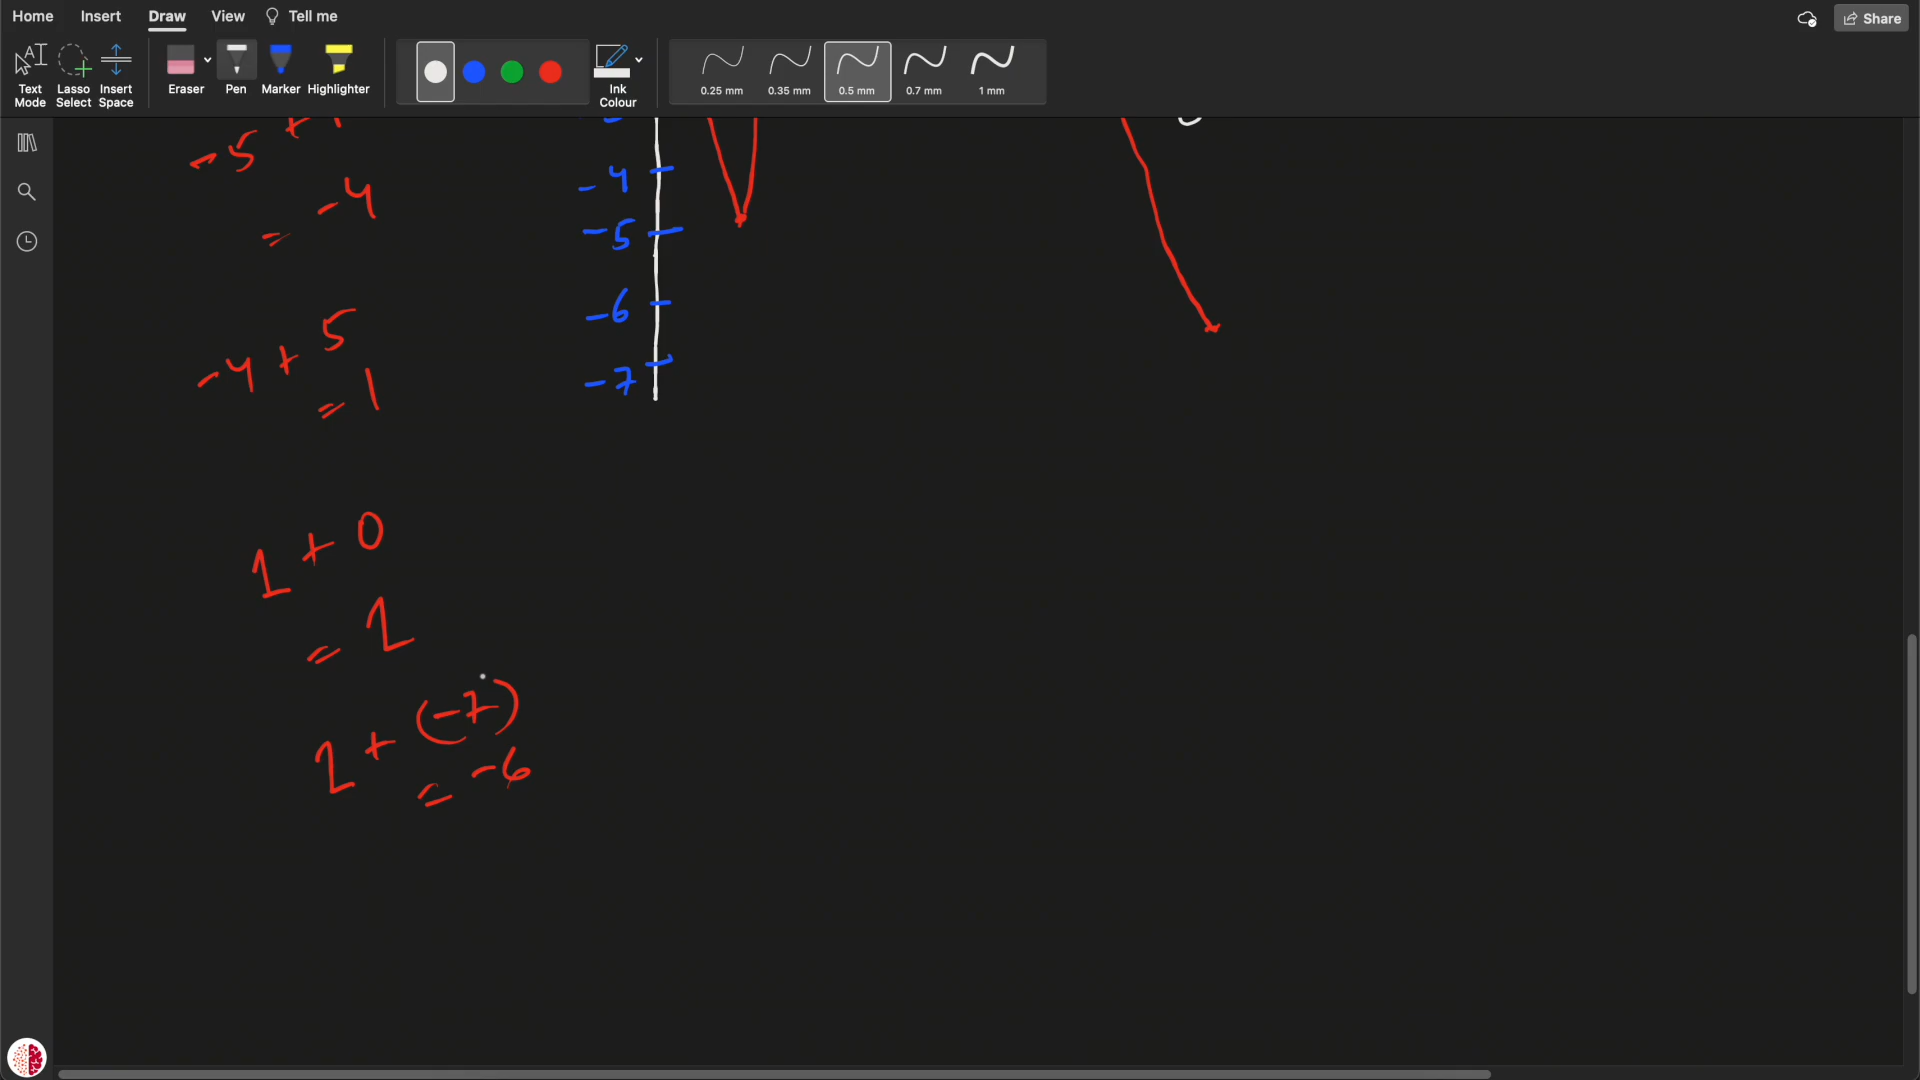 Home Insert Draw View Tell me
Share
Text Mode
Lasso Select
Insert Space
Eraser
Pen
Marker
Highlighter
Ink Colour
0.25 mm
0.35 mm
0.5 mm
0.7 mm
1 mm
-5 +
= -4
-4 + 5
= 1
1 + 0
= 1
1 + (-7)
= -6
-4
-5
-6
-7